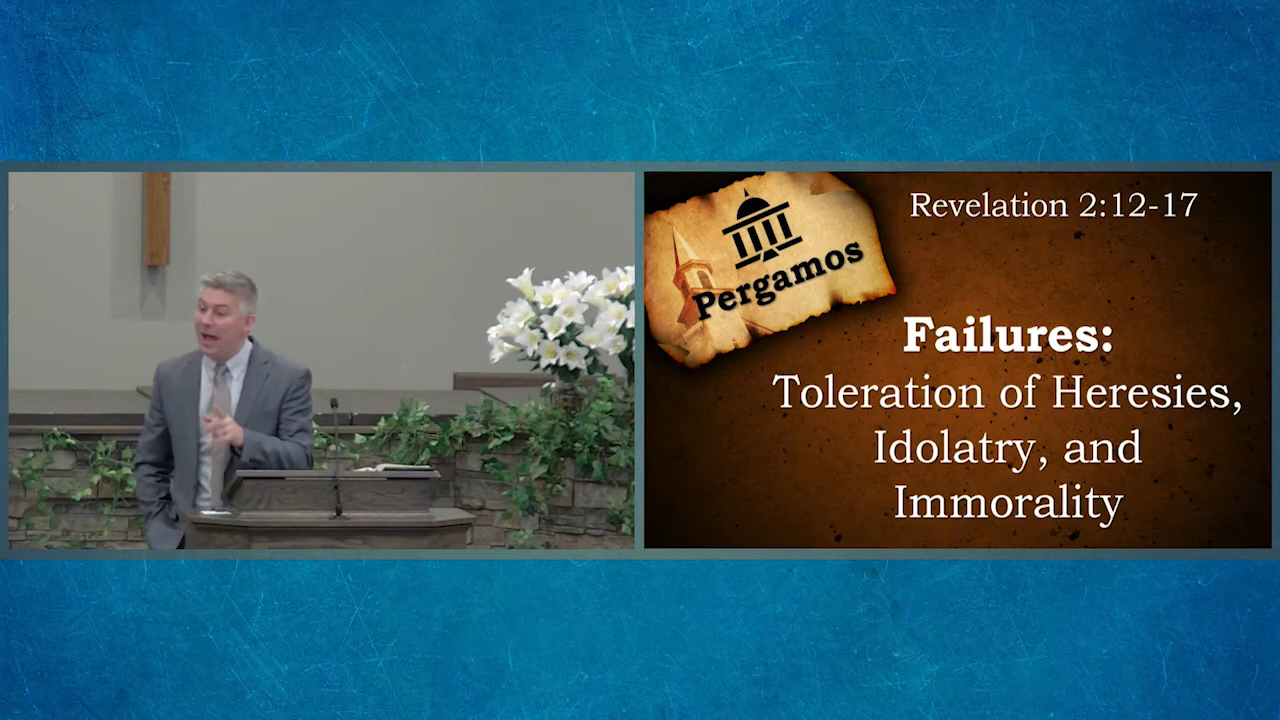 Revelation 2:12-17
Pergamos
Failures:
Toleration of Heresies,
Idolatry, and
Immorality